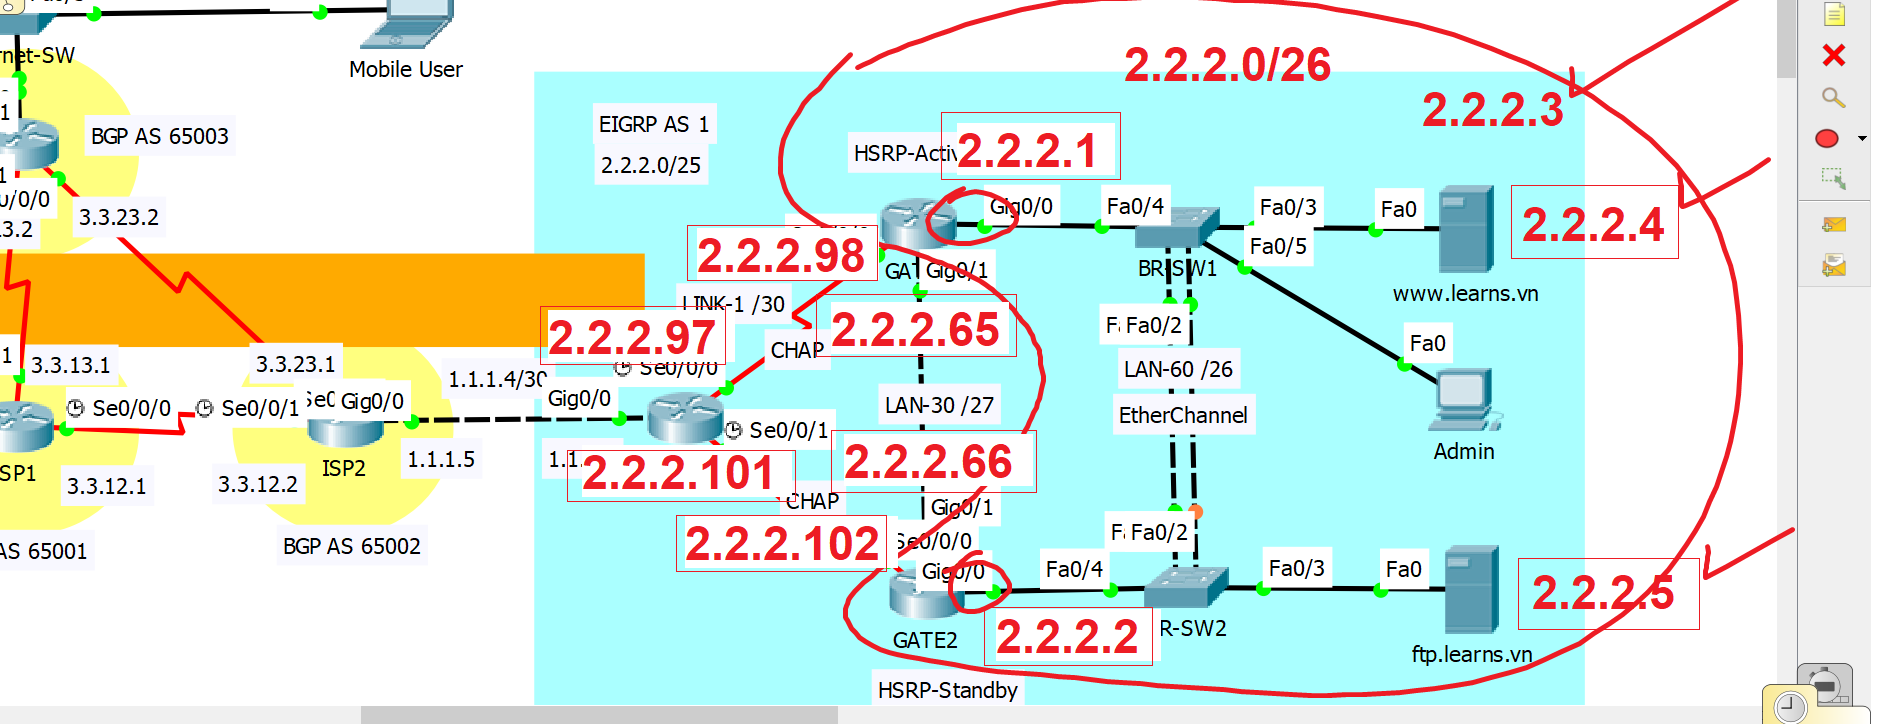 rnet-SW
Mobile User
2.2.2.0/26
2.2.2.3
BGP AS 65003
EIGRP AS 1
2.2.2.0/25
HSRP-Activ
2.2.2.1
3.3.23.2
Gig0/0
Fa0/4
Fa0/3
Fa0
2.2.2.4
Fa0/5
2.2.2.98
Gig0/1
BR-SW1
www.learns.vn
LINK-1 /30
2.2.2.97
2.2.2.65
Fa0/2
CHAP
Fa0
3.3.13.1
3.3.23.1
1.1.1.4/30
Se0/0/0
LAN-60 /26
Se0/0/0
Se0/0/1
Gig0/0
Gig0/0
LAN-30 /27
EtherChannel
Se0/0/1
Admin
SP1
ISP2
1.1.1.5
2.2.2.101
2.2.2.66
3.3.12.1
3.3.12.2
CHAP
Gig0/1
AS 65001
BGP AS 65002
2.2.2.102
Se0/0/0
Fa0/2
Gig0/0
Fa0/4
Fa0/3
Fa0
2.2.2.5
GATE2
2.2.2.2
R-SW2
ftp.learns.vn
HSRP-Standby